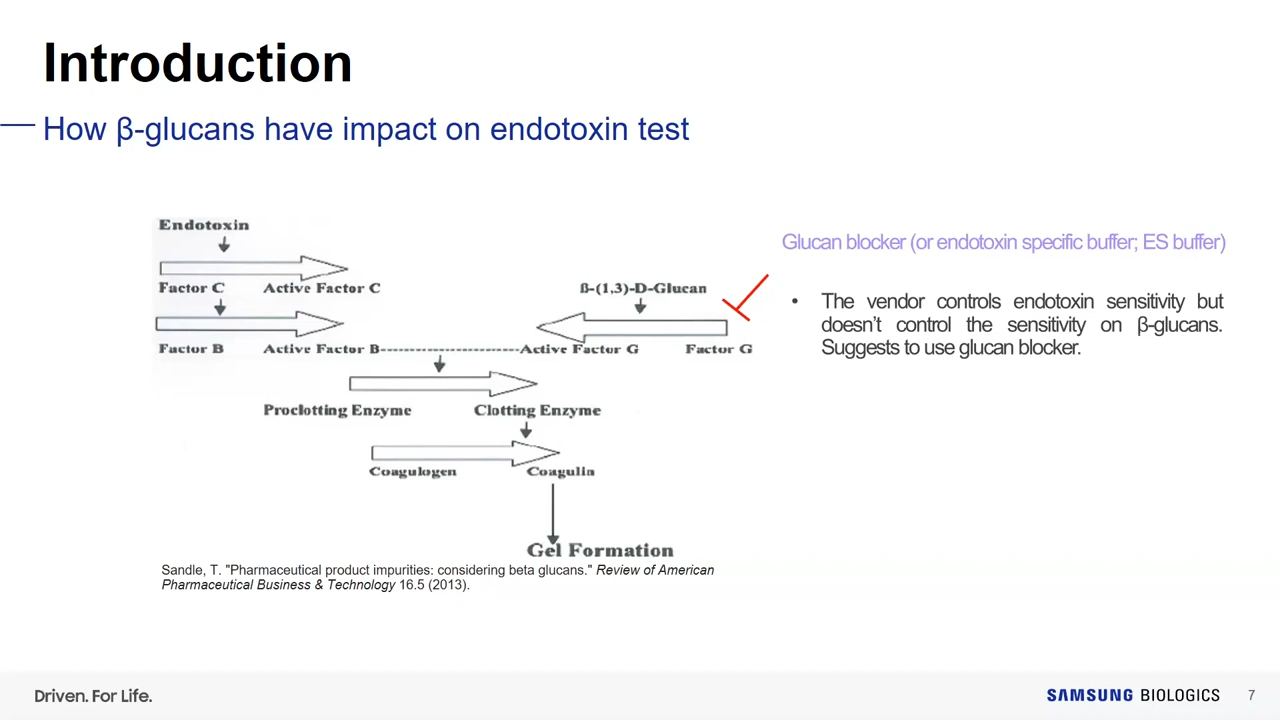 Introduction
How β-glucans have impact on endotoxin test
Endotoxin
Factor C Active Factor C
ß-(1,3)-D-Glucan
Factor B Active Factor B Active Factor G Factor G
Proclotting Enzyme Clotting Enzyme
Coagulogen Coagulin
Gel Formation
Sandle, T. "Pharmaceutical product impurities: considering beta glucans." Review of American
Pharmaceutical Business & Technology 16.5 (2013).
Glucan blocker (or endotoxin specific buffer; ES buffer)
• The vendor controls endotoxin sensitivity but
doesn’t control the sensitivity on β-glucans.
Suggests to use glucan blocker.
Driven. For Life.
SAMSUNG BIOLOGICS 7